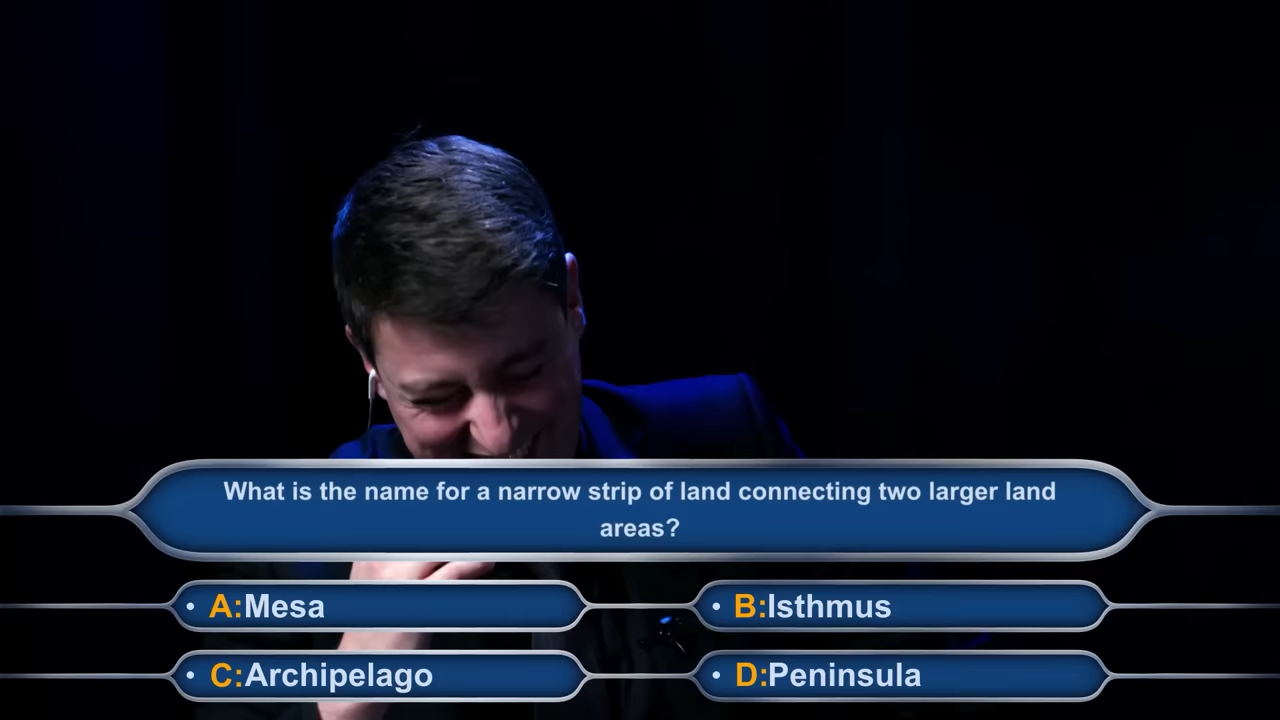 What is the name for a narrow strip of land connecting two larger land
areas?
• A:Mesa
• B:Isthmus
• C:Archipelago
• D:Peninsula